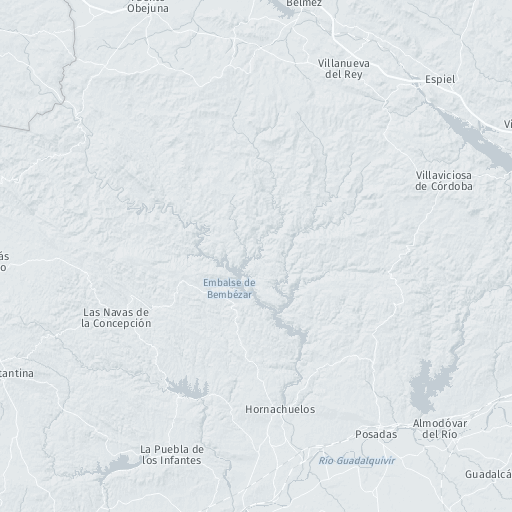 Obejuna
Belmez
Villanueva
del Rey
Espiel
Villaviciosa
de Córdoba
Embalse de
Bembézar
Las Navas de
la Concepción
Hornachuelos
Almodóvar
del Río
Posadas
La Puebla de
los Infantes
Río Guadalquivir